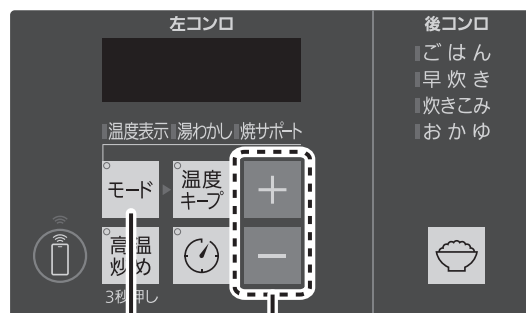 左コンロ
後コンロ
ごはん
早炊き
炊きこみ
おかゆ
温度表示 湯わかし 焼サポート
モード
温度
キープ
+
高温
炒め
−
3秒押し